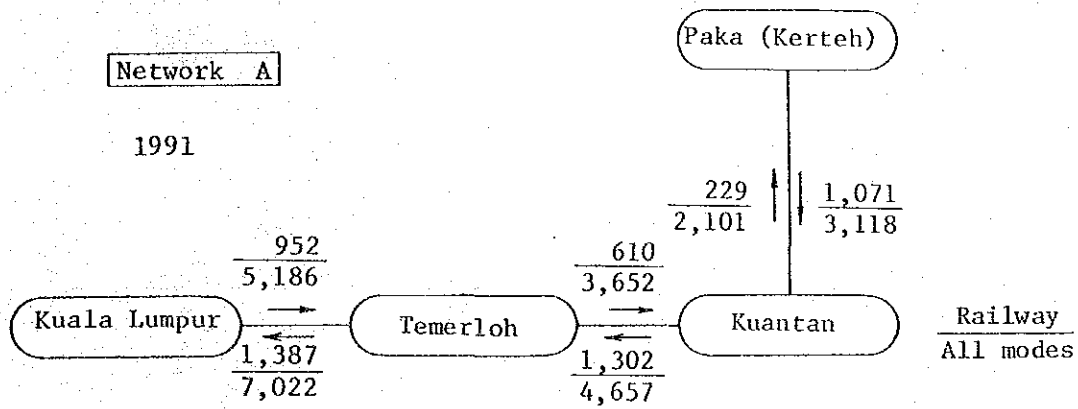 Paka (Kerteh)
Network A
1991
229
2,101
1,071
3,118
952
5,186
610
3,652
Kuala Lumpur
Temerloh
Kuantan
Railway
All modes
1,387
7,022
1,302
4,657